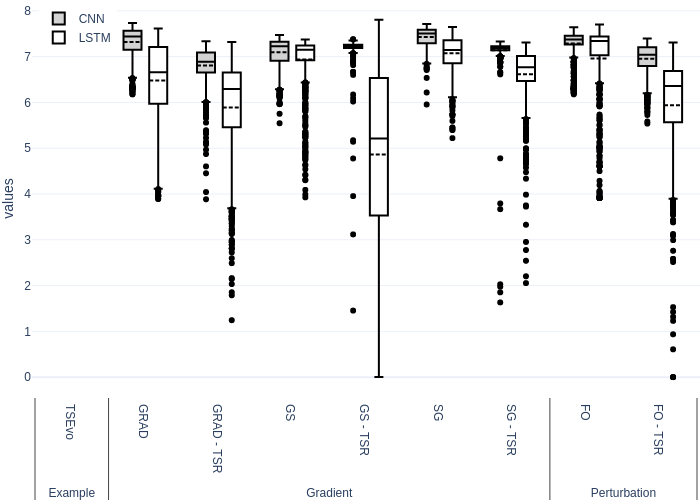 8
7
6
5
4
3
2
1
0
values
CNN
LSTM
TSEvo
GRAD
GRAD - TSR
GS
GS - TSR
SG
SG - TSR
FO
FO - TSR
Example
Gradient
Perturbation